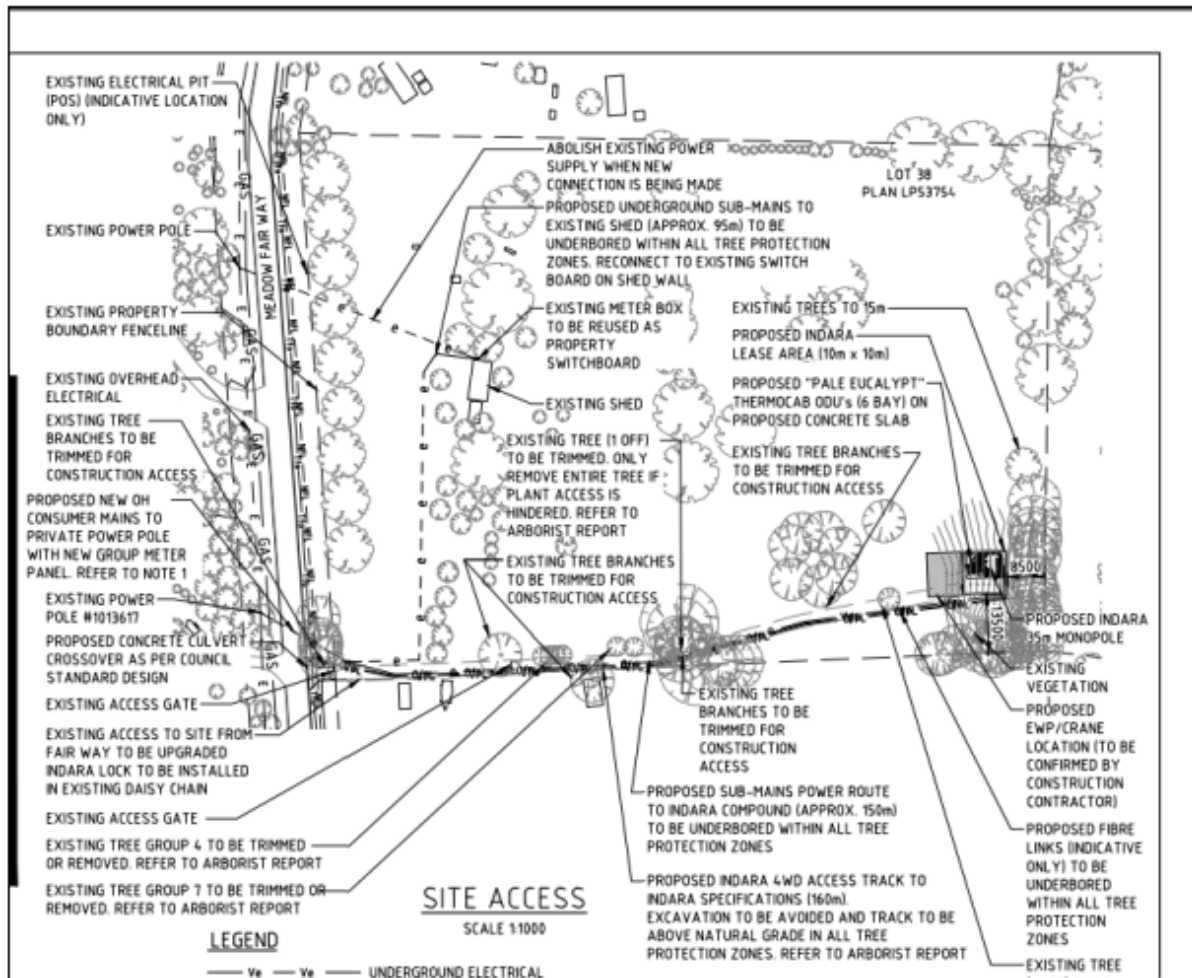 EXISTING ELECTRICAL PIT
(POS) (INDICATIVE LOCATION
ONLY)
EXISTING POWER POLE
EXISTING PROPERTY
BOUNDARY FENCELINE
EXISTING OVERHEAD
ELECTRICAL
EXISTING TREE
BRANCHES TO BE
TRIMMED FOR
CONSTRUCTION ACCESS
PROPOSED NEW OH
CONSUMER MAINS TO
PRIVATE POWER POLE
WITH NEW GROUP METER
PANEL. REFER TO NOTE 1
EXISTING POWER
POLE #1013617
PROPOSED CONCRETE CULVERT
CROSSOVER AS PER COUNCIL
STANDARD DESIGN
EXISTING ACCESS GATE
EXISTING ACCESS TO SITE FROM
FAIR WAY TO BE UPGRADED
INDARA LOCK TO BE INSTALLED
IN EXISTING DAISY CHAIN
EXISTING ACCESS GATE
EXISTING TREE GROUP 4 TO BE TRIMMED
OR REMOVED. REFER TO ARBORIST REPORT
EXISTING TREE GROUP 7 TO BE TRIMMED OR
REMOVED. REFER TO ARBORIST REPORT
MEADOW FAIR WAY
GAS
GAS
GAS
GAS
GAS
ABOLISH EXISTING POWER
SUPPLY WHEN NEW
CONNECTION IS BEING MADE
PROPOSED UNDERGROUND SUB-MAINS TO
EXISTING SHED (APPROX. 95m) TO BE
UNDERBORED WITHIN ALL TREE PROTECTION
ZONES. RECONNECT TO EXISTING SWITCH
BOARD ON SHED WALL
EXISTING METER BOX
TO BE REUSED AS
PROPERTY
SWITCHBOARD
EXISTING SHED
EXISTING TREE (1 OFF)
TO BE TRIMMED. ONLY
REMOVE ENTIRE TREE IF
PLANT ACCESS IS
HINDERED. REFER TO
ARBORIST REPORT
EXISTING TREE BRANCHES
TO BE TRIMMED FOR
CONSTRUCTION ACCESS
LOT 38
PLAN LP53754
EXISTING TREES TO 15m
PROPOSED INDARA
LEASE AREA (10m x 10m)
PROPOSED "PALE EUCALYPT"
THERMOCAB ODU's (6 BAY) ON
PROPOSED CONCRETE SLAB
EXISTING TREE BRANCHES
TO BE TRIMMED FOR
CONSTRUCTION ACCESS
8500
13500
PROPOSED INDARA
35m MONOPOLE
EXISTING
VEGETATION
PROPOSED
EWP/CRANE
LOCATION (TO BE
CONFIRMED BY
CONSTRUCTION
CONTRACTOR)
PROPOSED FIBRE
LINKS (INDICATIVE
ONLY) TO BE
UNDERBORED
WITHIN ALL TREE
PROTECTION
ZONES
EXISTING TREE
EXISTING TREE
BRANCHES TO BE
TRIMMED FOR
CONSTRUCTION
ACCESS
PROPOSED SUB-MAINS POWER ROUTE
TO INDARA COMPOUND (APPROX. 150m)
TO BE UNDERBORED WITHIN ALL TREE
PROTECTION ZONES
PROPOSED INDARA 4WD ACCESS TRACK TO
INDARA SPECIFICATIONS (160m).
EXCAVATION TO BE AVOIDED AND TRACK TO BE
ABOVE NATURAL GRADE IN ALL TREE
PROTECTION ZONES. REFER TO ARBORIST REPORT
SITE ACCESS
SCALE 1:1000
LEGEND
Ve Ve UNDERGROUND ELECTRICAL